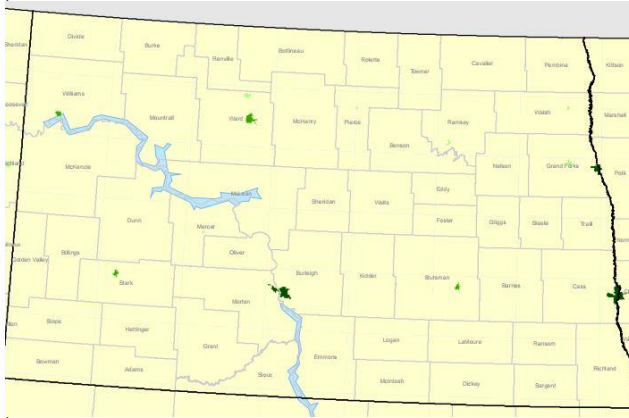 Sheridan
Divide
Burke
Renville
Bottineau
Rolette
Towner
Cavalier
Pembina
Kittson
Williams
Mountrail
Ward
McHenry
Pierce
Ramsey
Walsh
Marshall
Benson
McKenzie
Nelson
Grand Forks
Polk
McLean
Eddy
Dunn
Mercer
Sheridan
Wells
Foster
Griggs
Steele
Traill
Billings
Golden Valley
Oliver
Burleigh
Kidder
Stutsman
Barnes
Cass
Stark
Morton
Slope
Hettinger
Grant
Logan
LaMoure
Ransom
Emmons
Richland
Bowman
Adams
Sioux
McIntosh
Dickey
Sargent